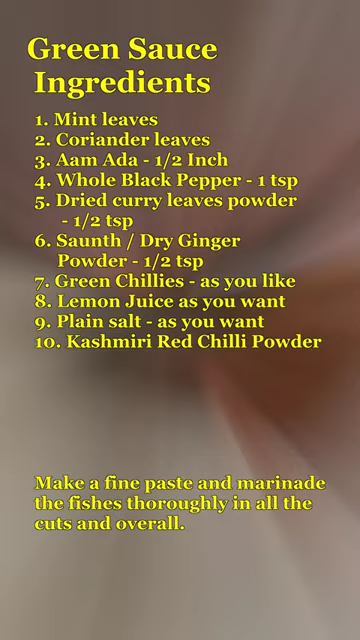 Green Sauce
Ingredients
1. Mint leaves
2. Coriander leaves
3. Aam Ada - 1/2 Inch
4. Whole Black Pepper - 1 tsp
5. Dried curry leaves powder
- 1/2 tsp
6. Saunth / Dry Ginger
Powder - 1/2 tsp
7. Green Chillies - as you like
8. Lemon Juice as you want
9. Plain salt - as you want
10. Kashmiri Red Chilli Powder
Make a fine paste and marinade
the fishes thoroughly in all the
cuts and overall.